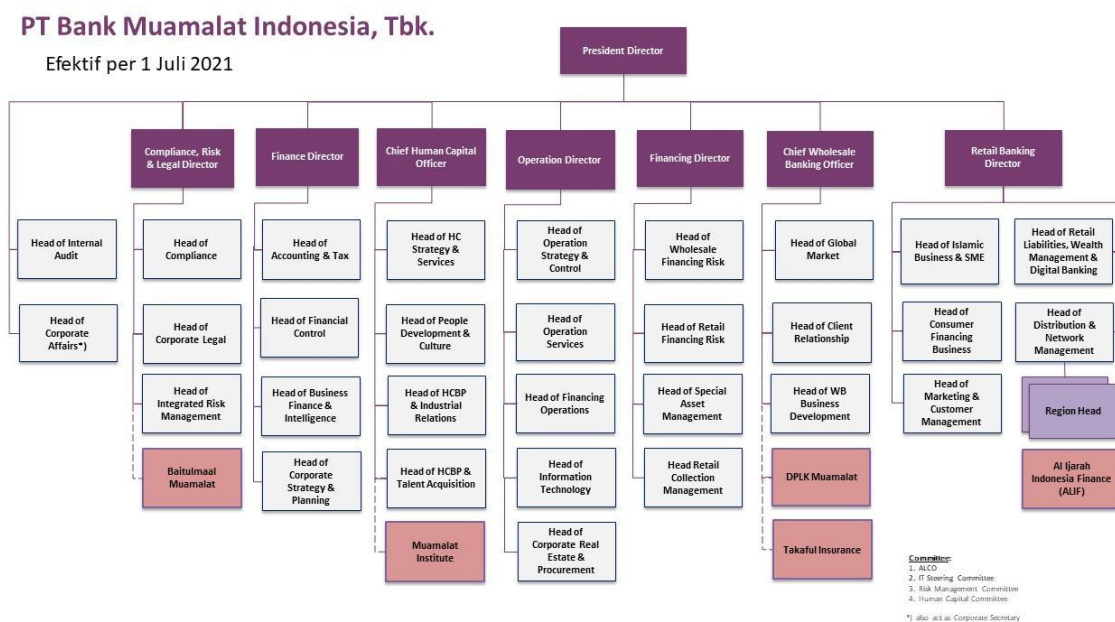 PT Bank Muamalat Indonesia, Tbk.
Efektif per 1 Juli 2021
President Director
Compliance, Risk
& Legal Director
Finance Director
Chief Human Capital
Officer
Operation Director
Financing Director
Chief Wholesale
Banking Officer
Retail Banking
Director
Head of Internal
Audit
Head of
Compliance
Head of
Accounting & Tax
Head of HC
Strategy &
Services
Head of
Operation
Strategy &
Control
Head of
Wholesale
Financing Risk
Head of Global
Market
Head of Islamic
Business & SME
Head of Retail
Liabilities, Wealth
Management &
Digital Banking
Head of
Corporate
Affairs*)
Head of
Corporate Legal
Head of Financial
Control
Head of People
Development &
Culture
Head of
Operation
Services
Head of Retail
Financing Risk
Head of Client
Relationship
Head of
Consumer
Financing
Business
Head of
Distribution &
Network
Management
Head of
Integrated Risk
Management
Head of Business
Finance &
Intelligence
Head of HCBP
& Industrial
Relations
Head of Financing
Operations
Head of Special
Asset
Management
Head of WB
Business
Development
Head of
Marketing &
Customer
Management
Region Head
Baitulmaal
Muamalat
Head of
Corporate
Strategy &
Planning
Head of HCBP &
Talent Acquisition
Head of
Information
Technology
Head Retail
Collection
Management
DPLK Muamalat
Al Ijarah
Indonesia Finance
(ALIF)
Muamalat
Institute
Head of
Corporate Real
Estate &
Procurement
Takaful Insurance
Committee:
1. ALCO
2. IT Steering Committee
3. Risk Management Committee
4. Human Capital Committee
*) also act as Corporate Secretary